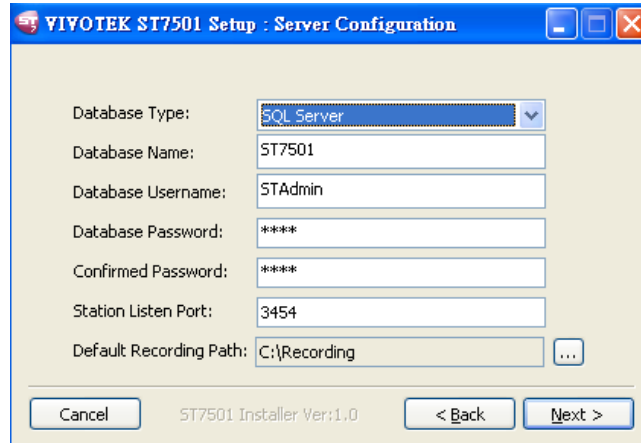 VIVOTEK ST7501 Setup : Server Configuration
Database Type: SQL Server
Database Name: ST7501
Database Username: STAdmin
Database Password: ****
Confirmed Password: ****
Station Listen Port: 3454
Default Recording Path: C:\Recording ...
Cancel ST7501 Installer Ver:1.0 < Back Next >